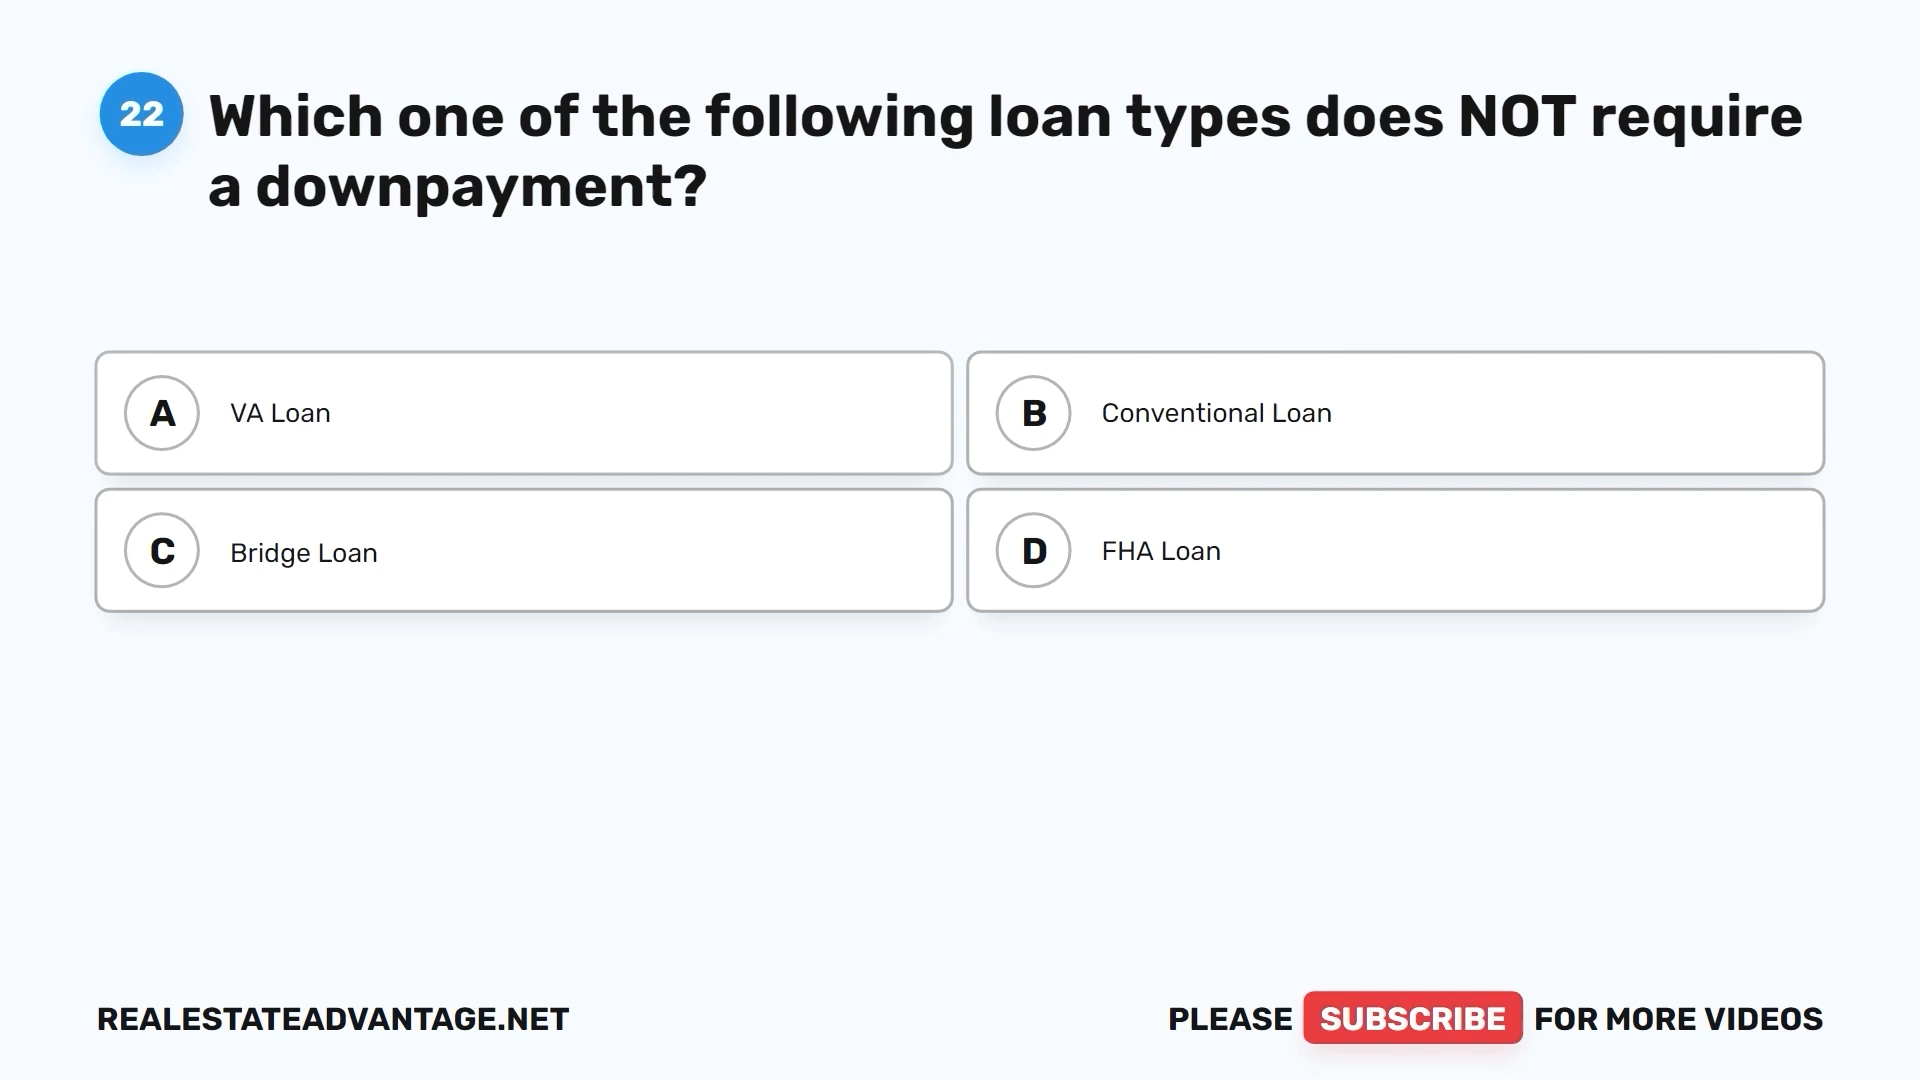 22
Which one of the following loan types does NOT require
a downpayment?
A VA Loan
B Conventional Loan
C Bridge Loan
D FHA Loan
REALESTATEADVANTAGE.NET
PLEASE SUBSCRIBE FOR MORE VIDEOS